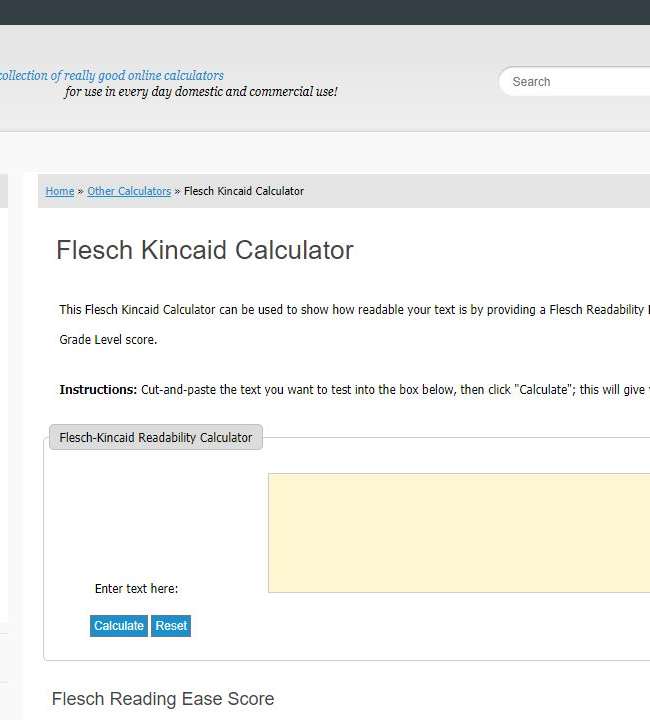 collection of really good online calculators
for use in every day domestic and commercial use!
Search
Home » Other Calculators » Flesch Kincaid Calculator
Flesch Kincaid Calculator
This Flesch Kincaid Calculator can be used to show how readable your text is by providing a Flesch Readability
Grade Level score.
Instructions: Cut-and-paste the text you want to test into the box below, then click "Calculate"; this will give
Flesch-Kincaid Readability Calculator
Enter text here:
Calculate Reset
Flesch Reading Ease Score